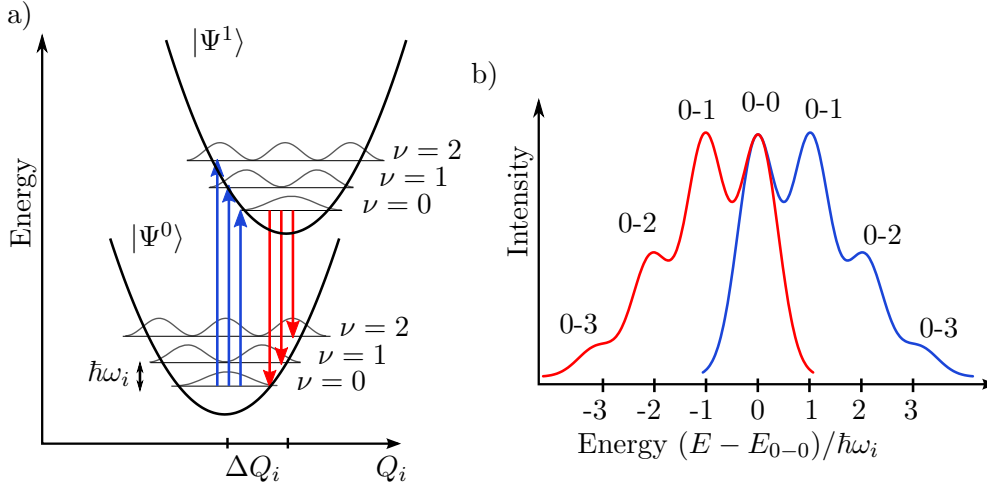 a)
|Ψ¹⟩
ν = 2
ν = 1
ν = 0
|Ψ⁰⟩
ν = 2
ν = 1
ν = 0
ħωᵢ
Energy
ΔQᵢ
Qᵢ
b)
0-1
0-0
0-1
0-2
0-2
0-3
0-3
Intensity
-3 -2 -1 0 1 2 3
Energy (E − E₀₋₀)/ħωᵢ